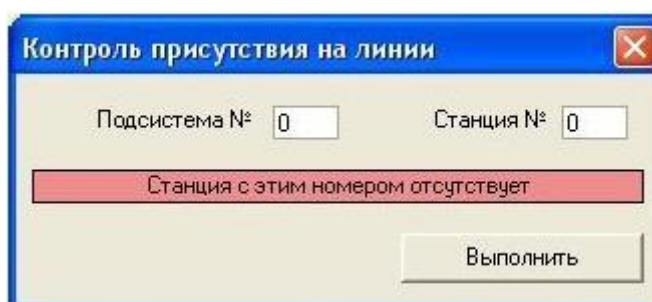 Контроль присутствия на линии
Подсистема № 0 Станция № 0
Станция с этим номером отсутствует
Выполнить